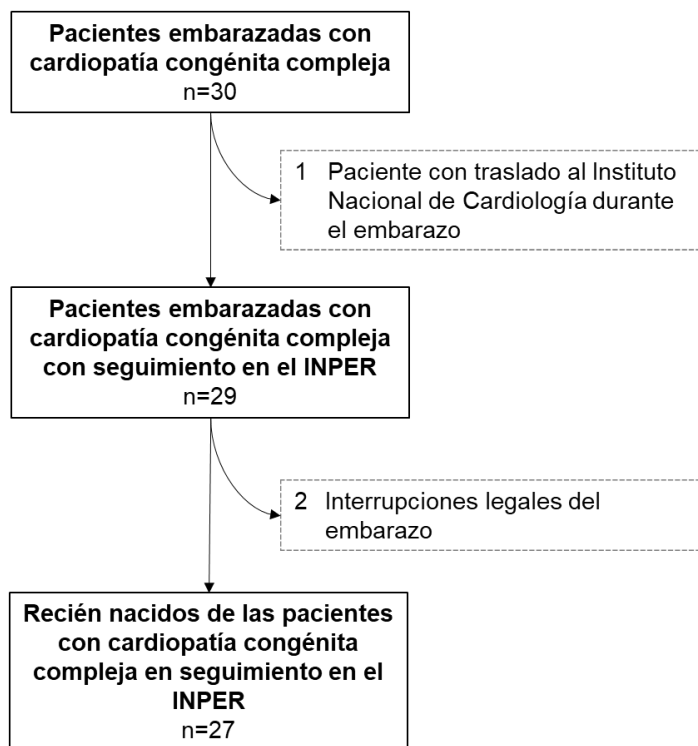 Pacientes embarazadas con
cardiopatía congénita compleja
n=30
1 Paciente con traslado al Instituto
Nacional de Cardiología durante
el embarazo
Pacientes embarazadas con
cardiopatía congénita compleja
con seguimiento en el INPER
n=29
2 Interrupciones legales del
embarazo
Recién nacidos de las pacientes
con cardiopatía congénita
compleja en seguimiento en el
INPER
n=27